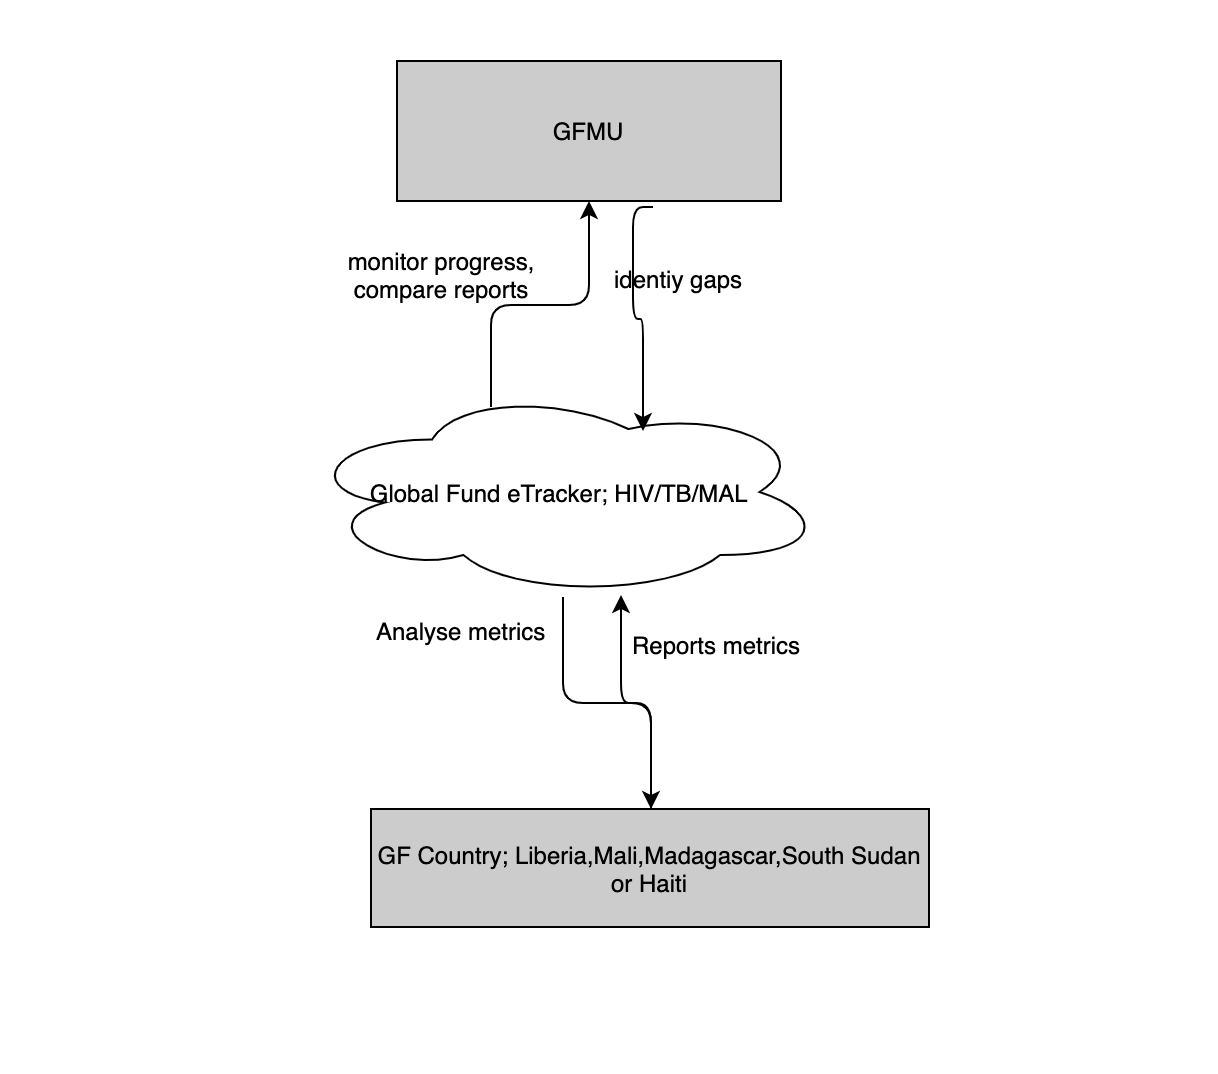 GFMU
monitor progress,
compare reports
identiy gaps
Global Fund eTracker; HIV/TB/MAL
Analyse metrics
Reports metrics
GF Country; Liberia,Mali,Madagascar,South Sudan
or Haiti